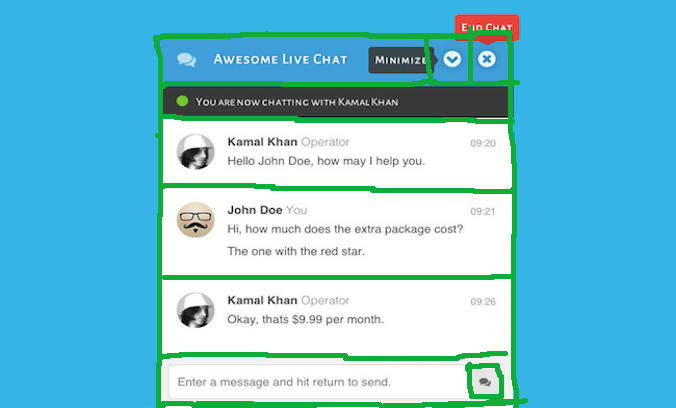 END CHAT
AWESOME LIVE CHAT
MINIMIZE
YOU ARE NOW CHATTING WITH KAMAL KHAN
Kamal Khan Operator 09:20
Hello John Doe, how may I help you.
John Doe You 09:21
Hi, how much does the extra package cost?
The one with the red star.
Kamal Khan Operator 09:26
Okay, thats $9.99 per month.
Enter a message and hit return to send.